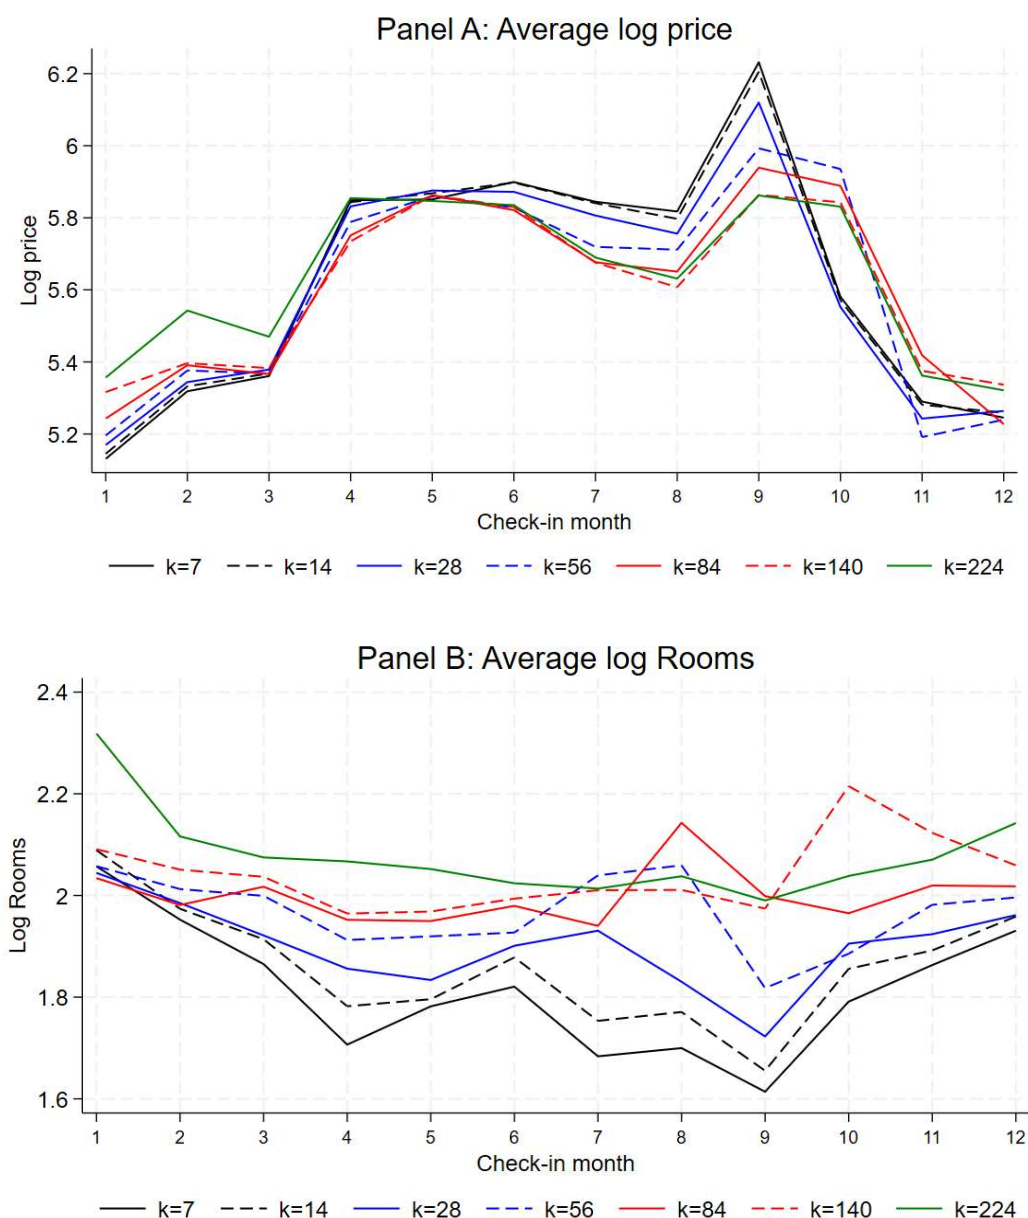 Panel A: Average log price
Log price
6.2
6
5.8
5.6
5.4
5.2
1 2 3 4 5 6 7 8 9 10 11 12
Check-in month
k=7 k=14 k=28 k=56 k=84 k=140 k=224
Panel B: Average log Rooms
Log Rooms
2.4
2.2
2
1.8
1.6
1 2 3 4 5 6 7 8 9 10 11 12
Check-in month
k=7 k=14 k=28 k=56 k=84 k=140 k=224